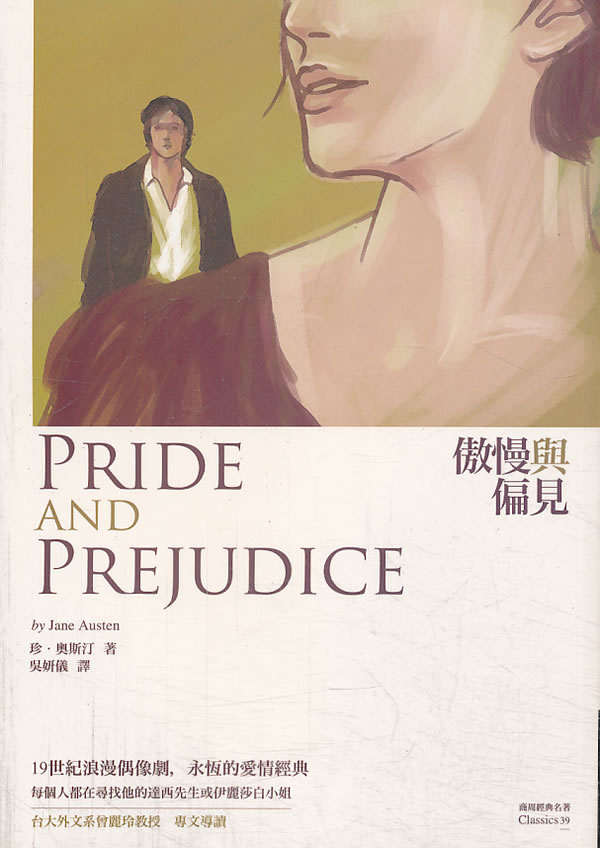 PRIDE
AND
PREJUDICE
傲慢與
偏見
by Jane Austen
珍·奧斯汀 著
吳妍儀 譯
19世紀浪漫偶像劇，永恆的愛情經典
每個人都在尋找他的達西先生或伊麗莎白小姐
台大外文系曾麗玲教授 專文導讀
商周經典名著
Classics 39